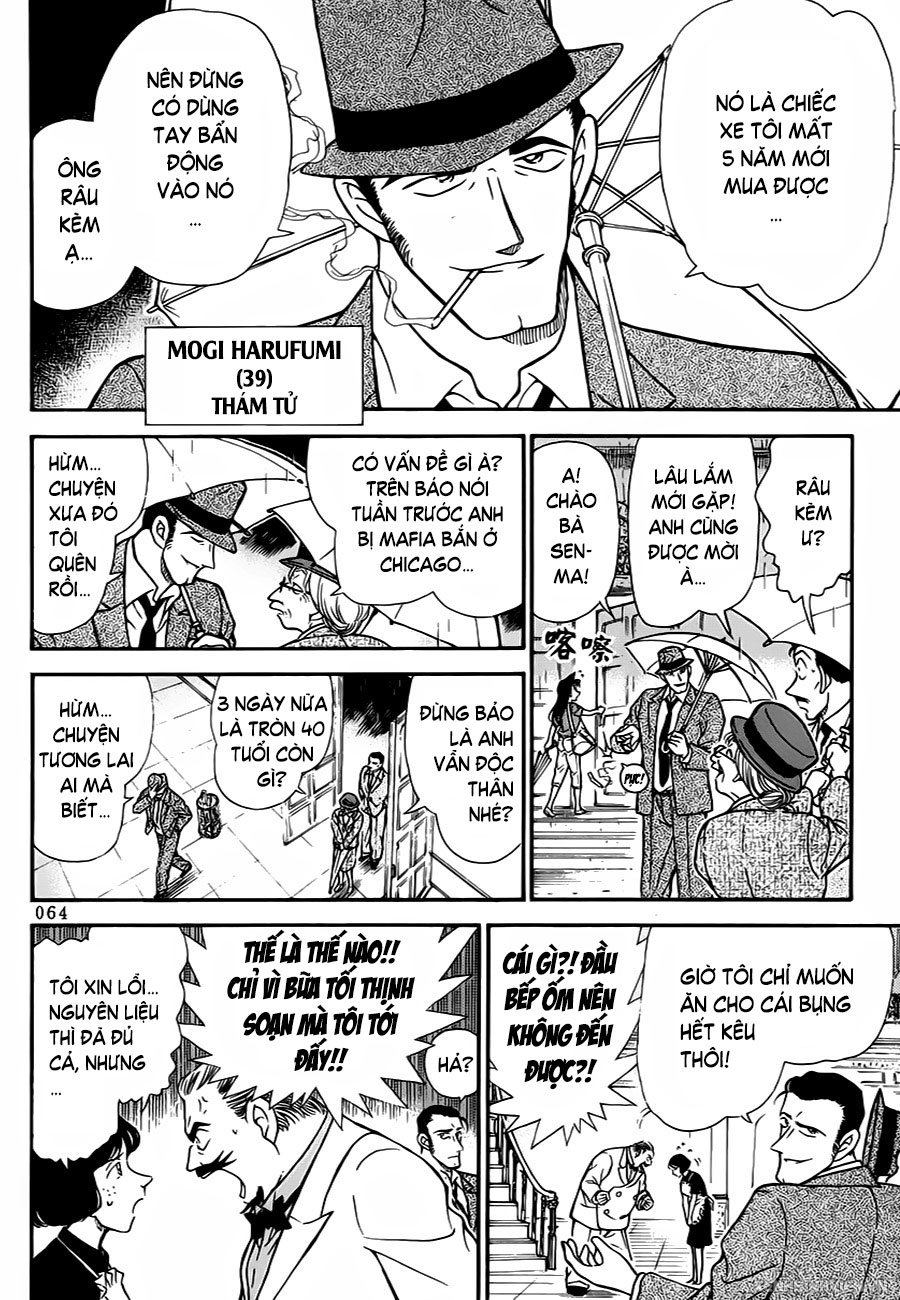 NÓ LÀ CHIẾC
XE TÔI MẤT
5 NĂM MỚI
MUA ĐƯỢC
...
NÊN ĐỪNG
CÓ DÙNG
TAY BẨN
ĐỘNG
VÀO NÓ
...
ÔNG
RÂU
KÈM
Ạ...
MOGI HARUFUMI
(39)
THÁM TỬ
RÂU
KẼM
Ư?
LÂU LẮM
MỚI GẶP!
ANH CŨNG
ĐƯỢC MỜI
À...
A!
CHÀO
BÀ
SEN-
MA!
喀嚓
PỰC!
CÓ VẤN ĐỀ GÌ À?
TRÊN BÁO NÓI
TUẦN TRƯỚC ANH
BỊ MAFIA BẮN Ở
CHICAGO...
HỪM...
CHUYỆN
XƯA ĐÓ
TÔI
QUÊN
RỒI.
ĐỪNG BẢO
LÀ ANH
VẪN ĐỘC
THÂN
NHÉ?
3 NGÀY NỮA
LÀ TRÒN 40
TUỔI CÒN
GÌ?
HỪM...
CHUYỆN
TƯƠNG LAI
AI MÀ
BIẾT...
064
GIỜ TÔI CHỈ MUỐN
ĂN CHO CÁI BỤNG
HẾT KÊU
THÔI!
CÁI GÌ?! ĐẦU
BẾP ỐM NÊN
KHÔNG ĐẾN
ĐƯỢC?!
HẢ?
THẾ LÀ THẾ NÀO!!
CHỈ VÌ BỮA TỐI THỊNH
SOẠN MÀ TÔI TỚI
ĐẤY!!
TÔI XIN LỖI...
NGUYÊN LIỆU
THÌ ĐÃ ĐỦ
CẢ, NHƯNG
...